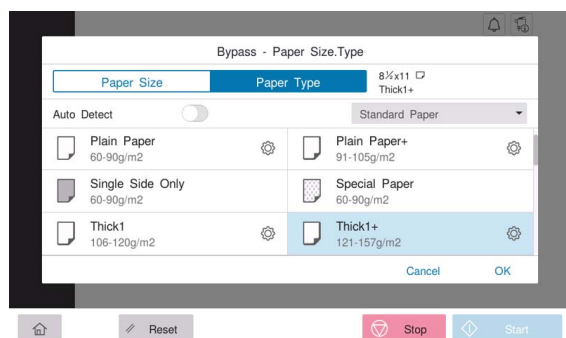 Bypass - Paper Size.Type
Paper Size
Paper Type
8½x11
Thick1+
Auto Detect
Standard Paper
Plain Paper
60-90g/m2
Plain Paper+
91-105g/m2
Single Side Only
60-90g/m2
Special Paper
60-90g/m2
Thick1
106-120g/m2
Thick1+
121-157g/m2
Cancel
OK
Reset
Stop
Start